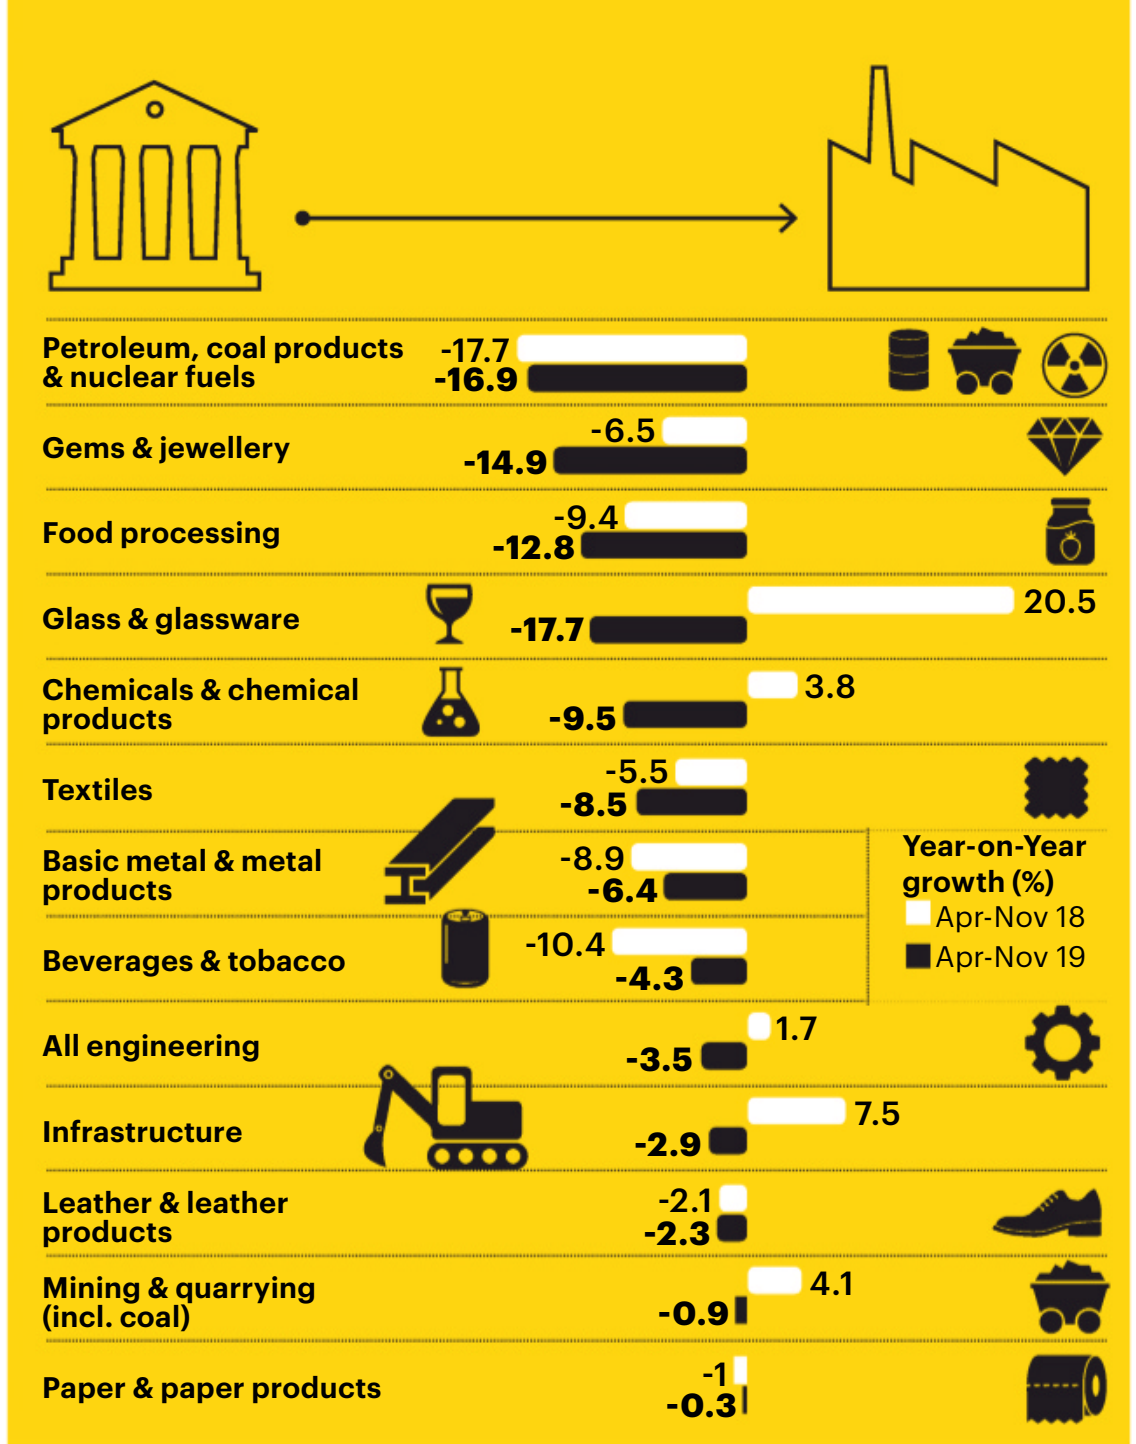 Petroleum, coal products
& nuclear fuels
-17.7
-16.9
Gems & jewellery
-6.5
-14.9
Food processing
-9.4
-12.8
Glass & glassware
20.5
-17.7
Chemicals & chemical
products
3.8
-9.5
Textiles
-5.5
-8.5
Basic metal & metal
products
-8.9
-6.4
Year-on-Year
growth (%)
Apr-Nov 18
Apr-Nov 19
Beverages & tobacco
-10.4
-4.3
All engineering
1.7
-3.5
Infrastructure
7.5
-2.9
Leather & leather
products
-2.1
-2.3
Mining & quarrying
(incl. coal)
4.1
-0.9
Paper & paper products
-1
-0.3